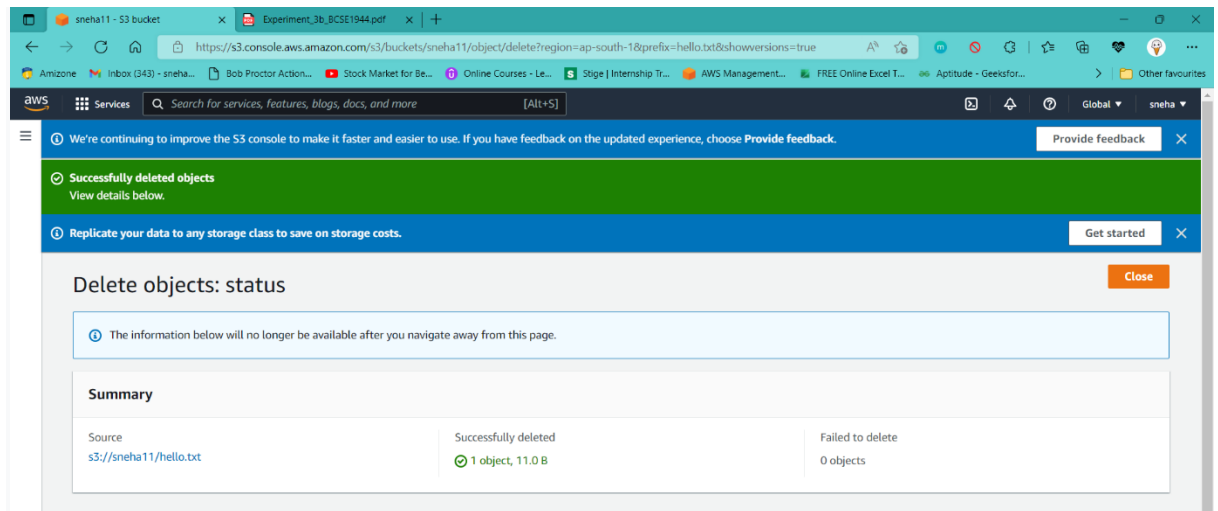 sneha11 - S3 bucket
Experiment_3b_BCSE1944.pdf
https://s3.console.aws.amazon.com/s3/buckets/sneha11/object/delete?region=ap-south-1&prefix=hello.txt&showversions=true
Amizone
Inbox (343) - sneha...
Bob Proctor Action...
Stock Market for Be...
Online Courses - Le...
Stige | Internship Tr...
AWS Management...
FREE Online Excel T...
Aptitude - Geeksfor...
Other favourites
aws
Services
Search for services, features, blogs, docs, and more
[Alt+S]
Global
sneha
We're continuing to improve the S3 console to make it faster and easier to use. If you have feedback on the updated experience, choose Provide feedback.
Provide feedback
Successfully deleted objects
View details below.
Replicate your data to any storage class to save on storage costs.
Get started
Delete objects: status
Close
The information below will no longer be available after you navigate away from this page.
Summary
Source
s3://sneha11/hello.txt
Successfully deleted
1 object, 11.0 B
Failed to delete
0 objects